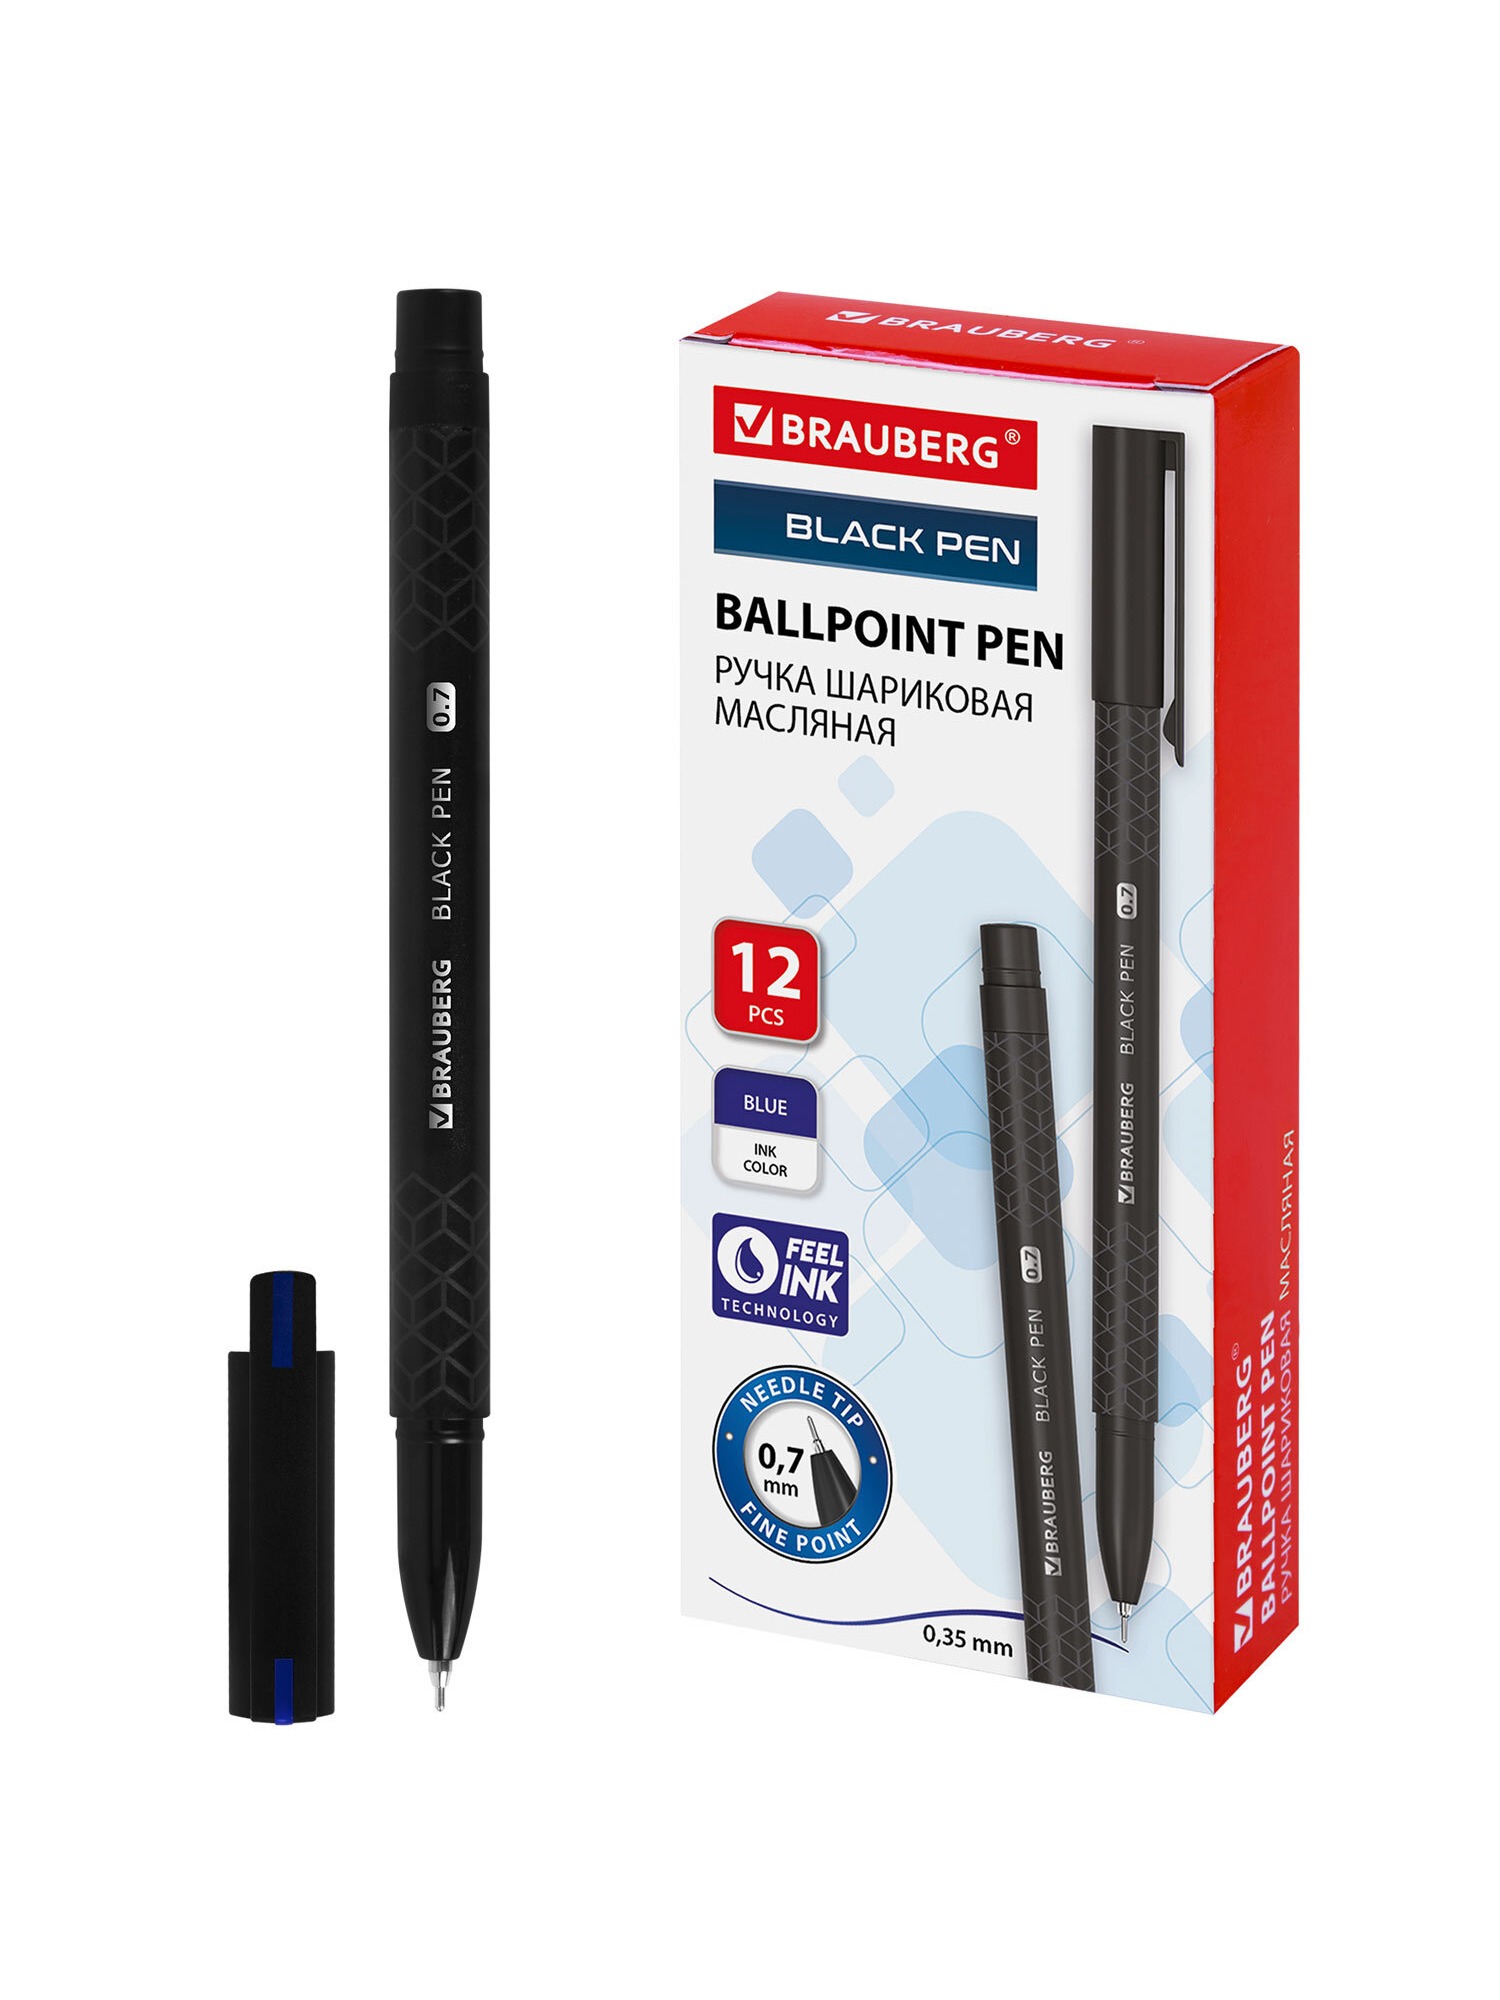 BRAUBERG BLACK PEN 0.7
BRAUBERG ®
BRAUBERG®
BLACK PEN
BALLPOINT PEN
РУЧКА ШАРИКОВАЯ
МАСЛЯНАЯ
12
PCS
BLUE
INK
COLOR
FEEL
INK
TECHNOLOGY
NEEDLE TIP
0,7
mm
FINE POINT
0,35 mm
BRAUBERG BLACK PEN 0.7
BRAUBERG BLACK PEN 0.7
BRAUBERG®
BALLPOINT PEN
РУЧКА ШАРИКОВАЯ МАСЛЯНАЯ